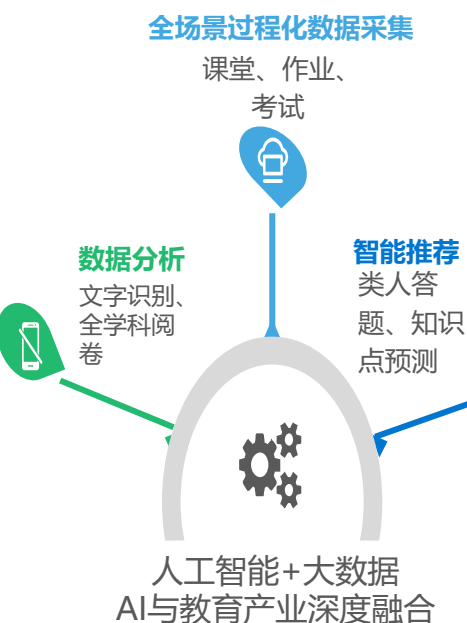 全场景过程化数据采集
课堂、作业、
考试
数据分析
文字识别、
全学科阅
卷
智能推荐
类人答
题、知识
点预测
人工智能+大数据
AI与教育产业深度融合